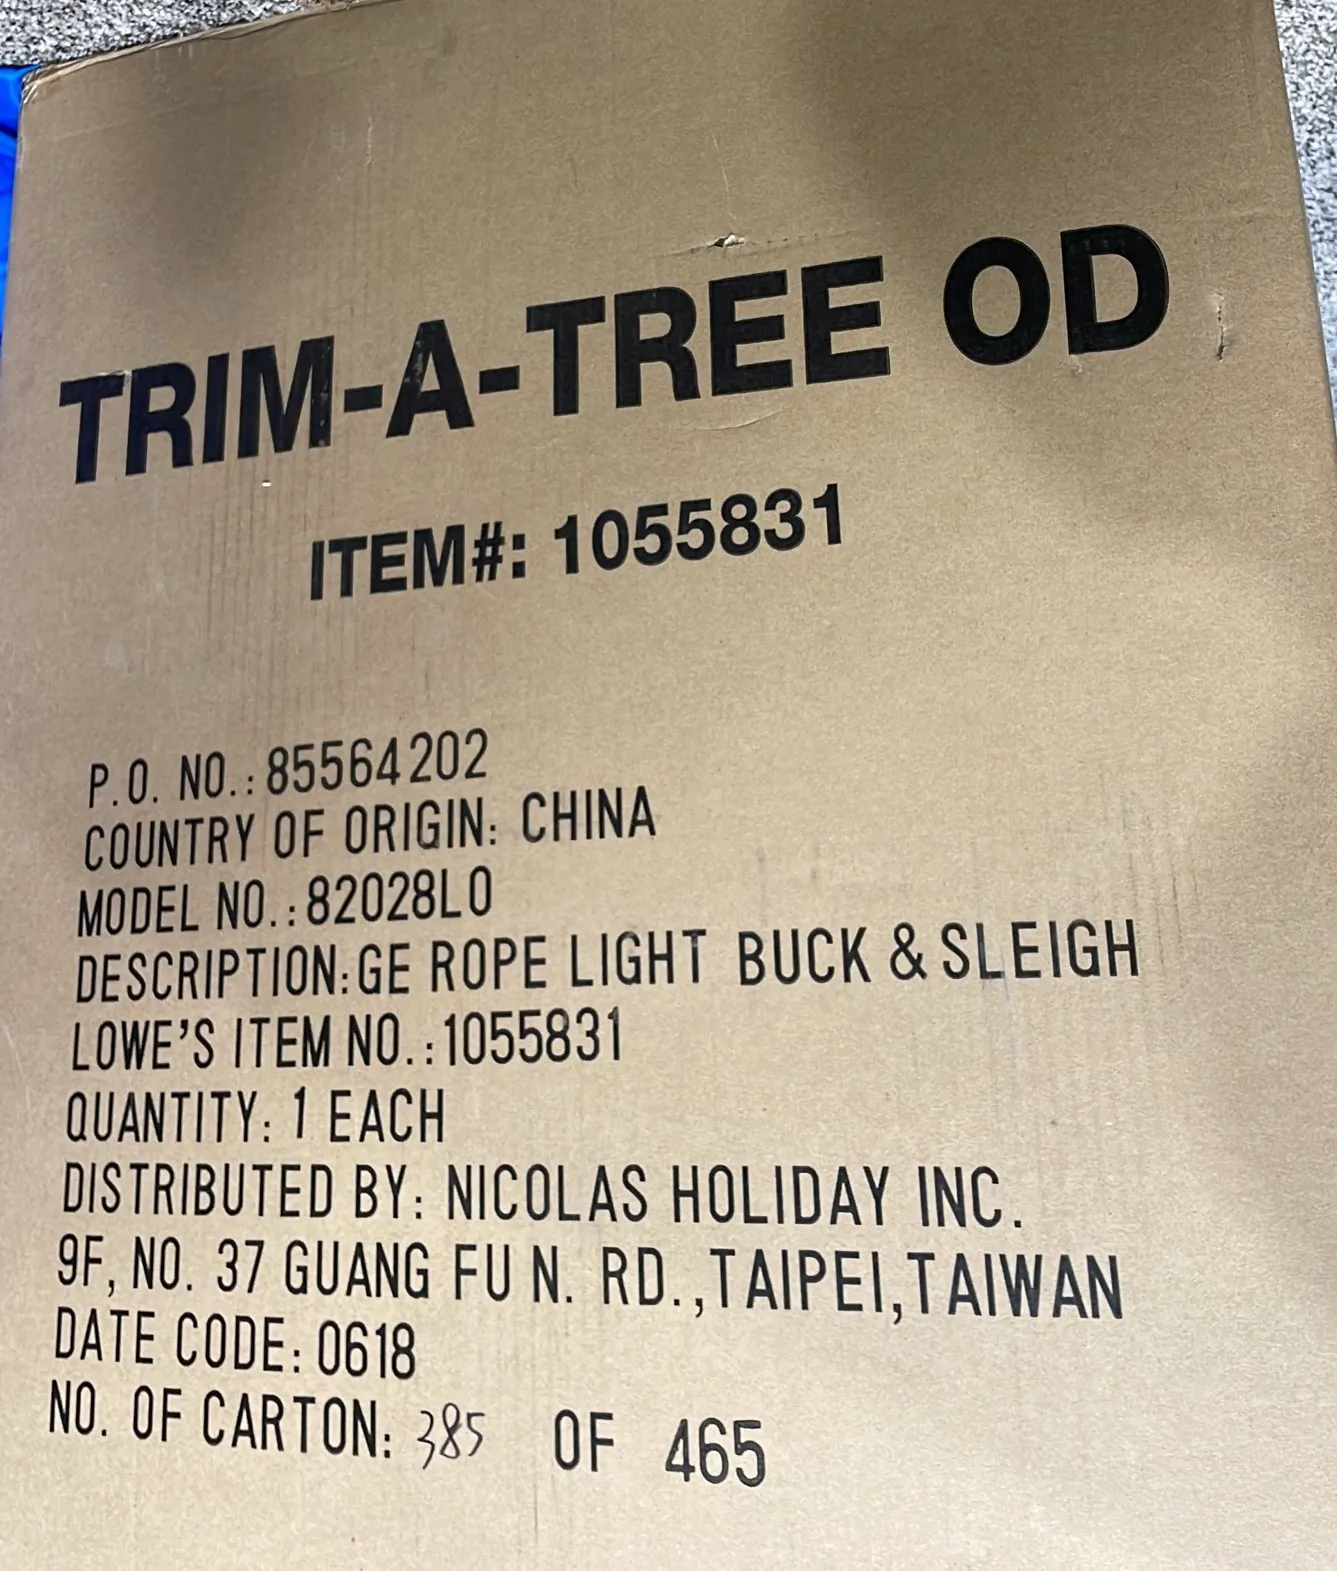 TRIM-A-TREE OD
ITEM#: 1055831
P.O. NO.: 85564202
COUNTRY OF ORIGIN: CHINA
MODEL NO.: 82028LO
DESCRIPTION: GE ROPE LIGHT BUCK & SLEIGH
LOWE'S ITEM NO.: 1055831
QUANTITY: 1 EACH
DISTRIBUTED BY: NICOLAS HOLIDAY INC.
9F, NO. 37 GUANG FU N. RD., TAIPEI, TAIWAN
DATE CODE: 0618
NO. OF CARTON: 385 OF 465